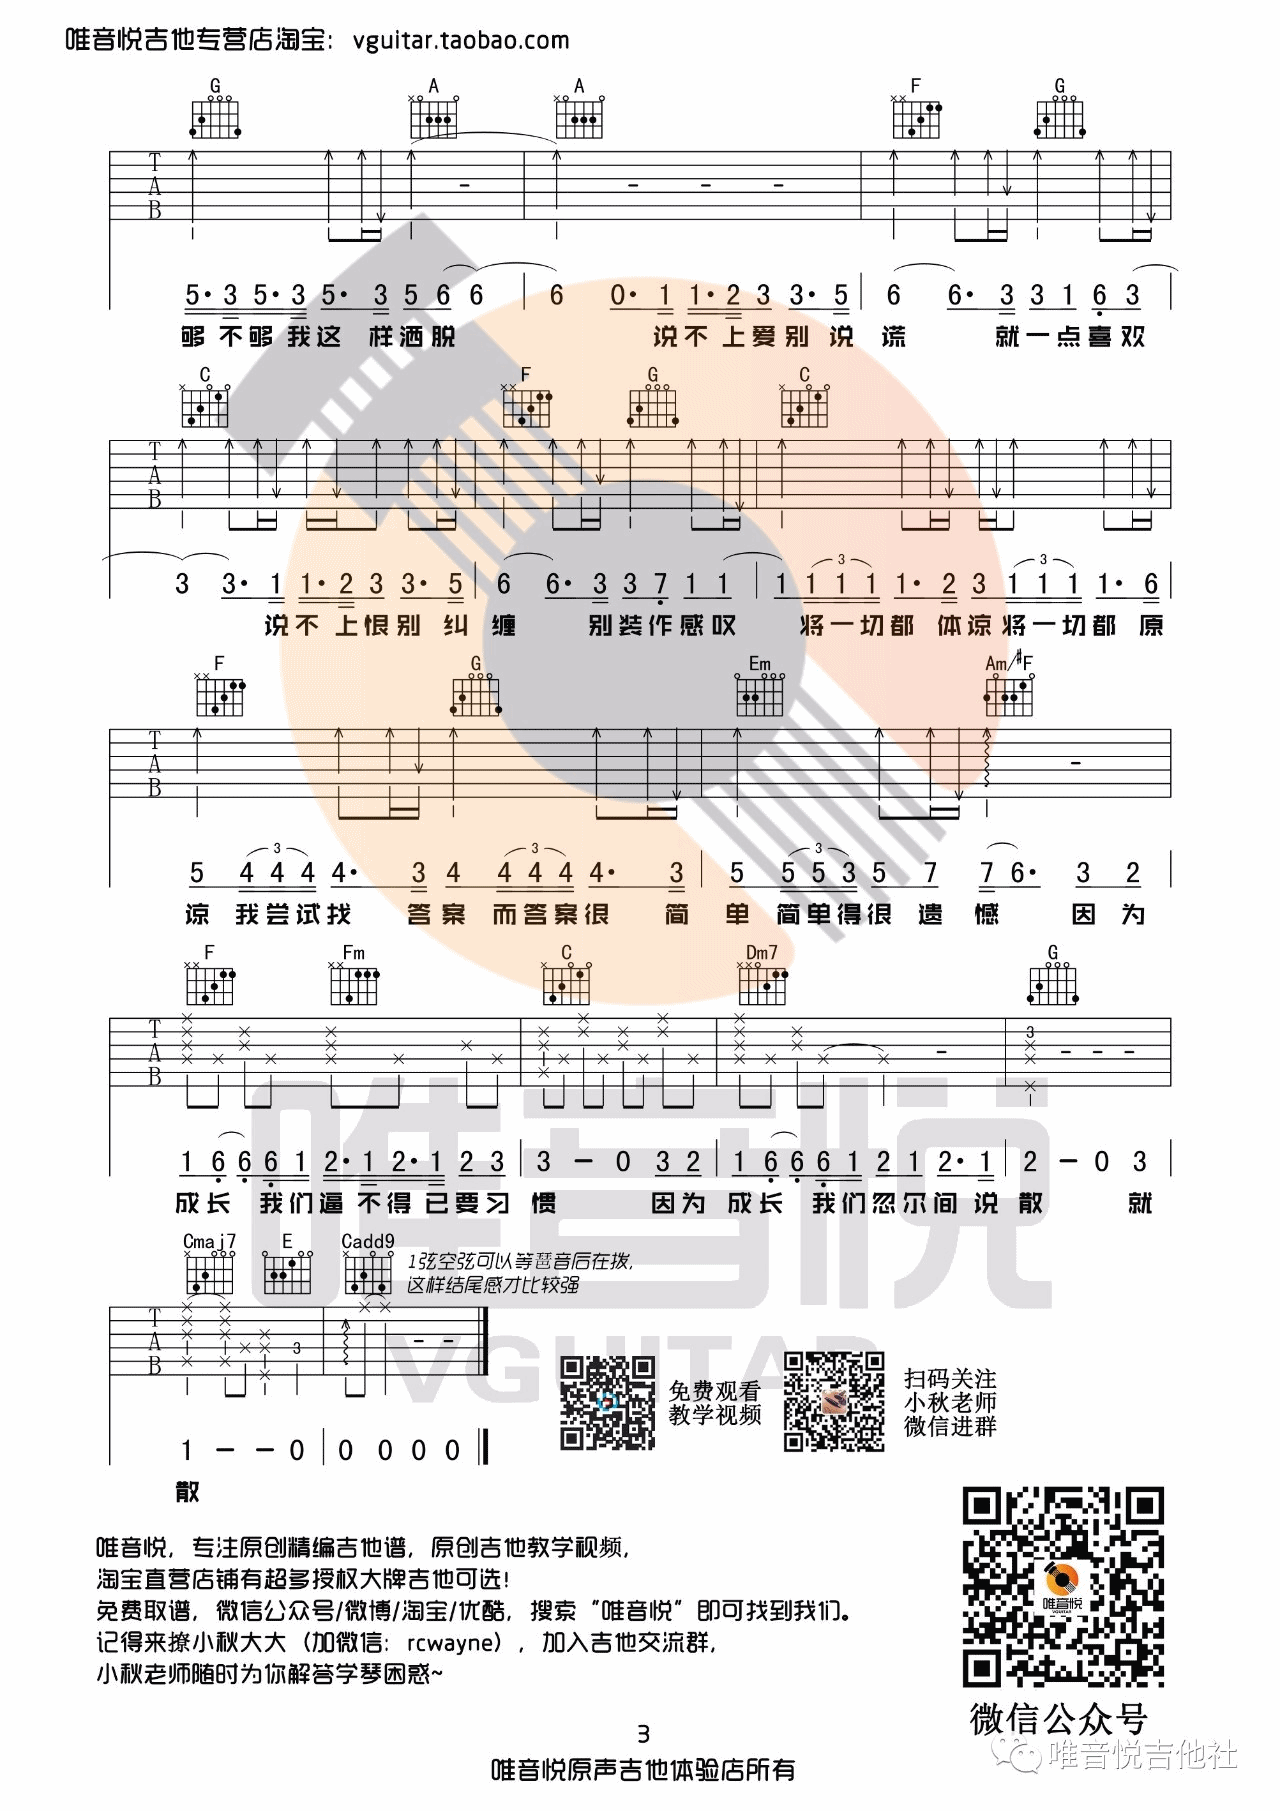 唯音悦吉他专营店淘宝：vguitar.taobao.com
G A A F G
T
A
B
5· 3 5· 3 5· 3 5 6 6 6 0· 1 1· 2 3 3· 5 6 6· 3 3 1 6 3
够不够我这样洒脱 说不上爱别说谎 就一点喜欢
C F G C
T
A
B
3 3· 1 1· 2 3 3· 5 6 6· 3 3 7 1 1 1 1 1 1 1· 2 3 1 1 1 1· 6
说不上恨别纠缠 别装作感叹 将一切都体谅将一切都原
F G Em Am/#F
T
A
B
5 4 4 4 4· 3 4 4 4 4 4· 3 5 5 5 3 5 7 7 6· 3 2
谅我尝试找答案而答案很简单简单得很遗憾 因为
F Fm C Dm7 G
T
A
B
3
1 6 6 6 1 2· 1 2· 1 2 3 3 - 0 3 2 1 6 6 6 1 2 1 2· 1 2 - 0 3
成长我们逼不得已要习惯 因为成长我们忽尔间说散 就
Cmaj7 E Cadd9
1弦空弦可以等琶音后在拨,
这样结尾感才比较强
T
A
B
3
1 - - 0 0 0 0 0
散
唯音悦
VGUITAR
免费观看
教学视频
扫码关注
小秋老师
微信进群
唯音悦，专注原创精编吉他谱，原创吉他教学视频，
淘宝直营店铺有超多授权大牌吉他可选！
免费取谱，微信公众号/微博/淘宝/优酷，搜索“唯音悦”即可找到我们。
记得来撩小秋大大（加微信：rcwayne），加入吉他交流群，
小秋老师随时为你解答学琴困惑~
唯音悦
VGUITAR
微信公众号
3
唯音悦原声吉他体验店所有
唯音悦吉他社